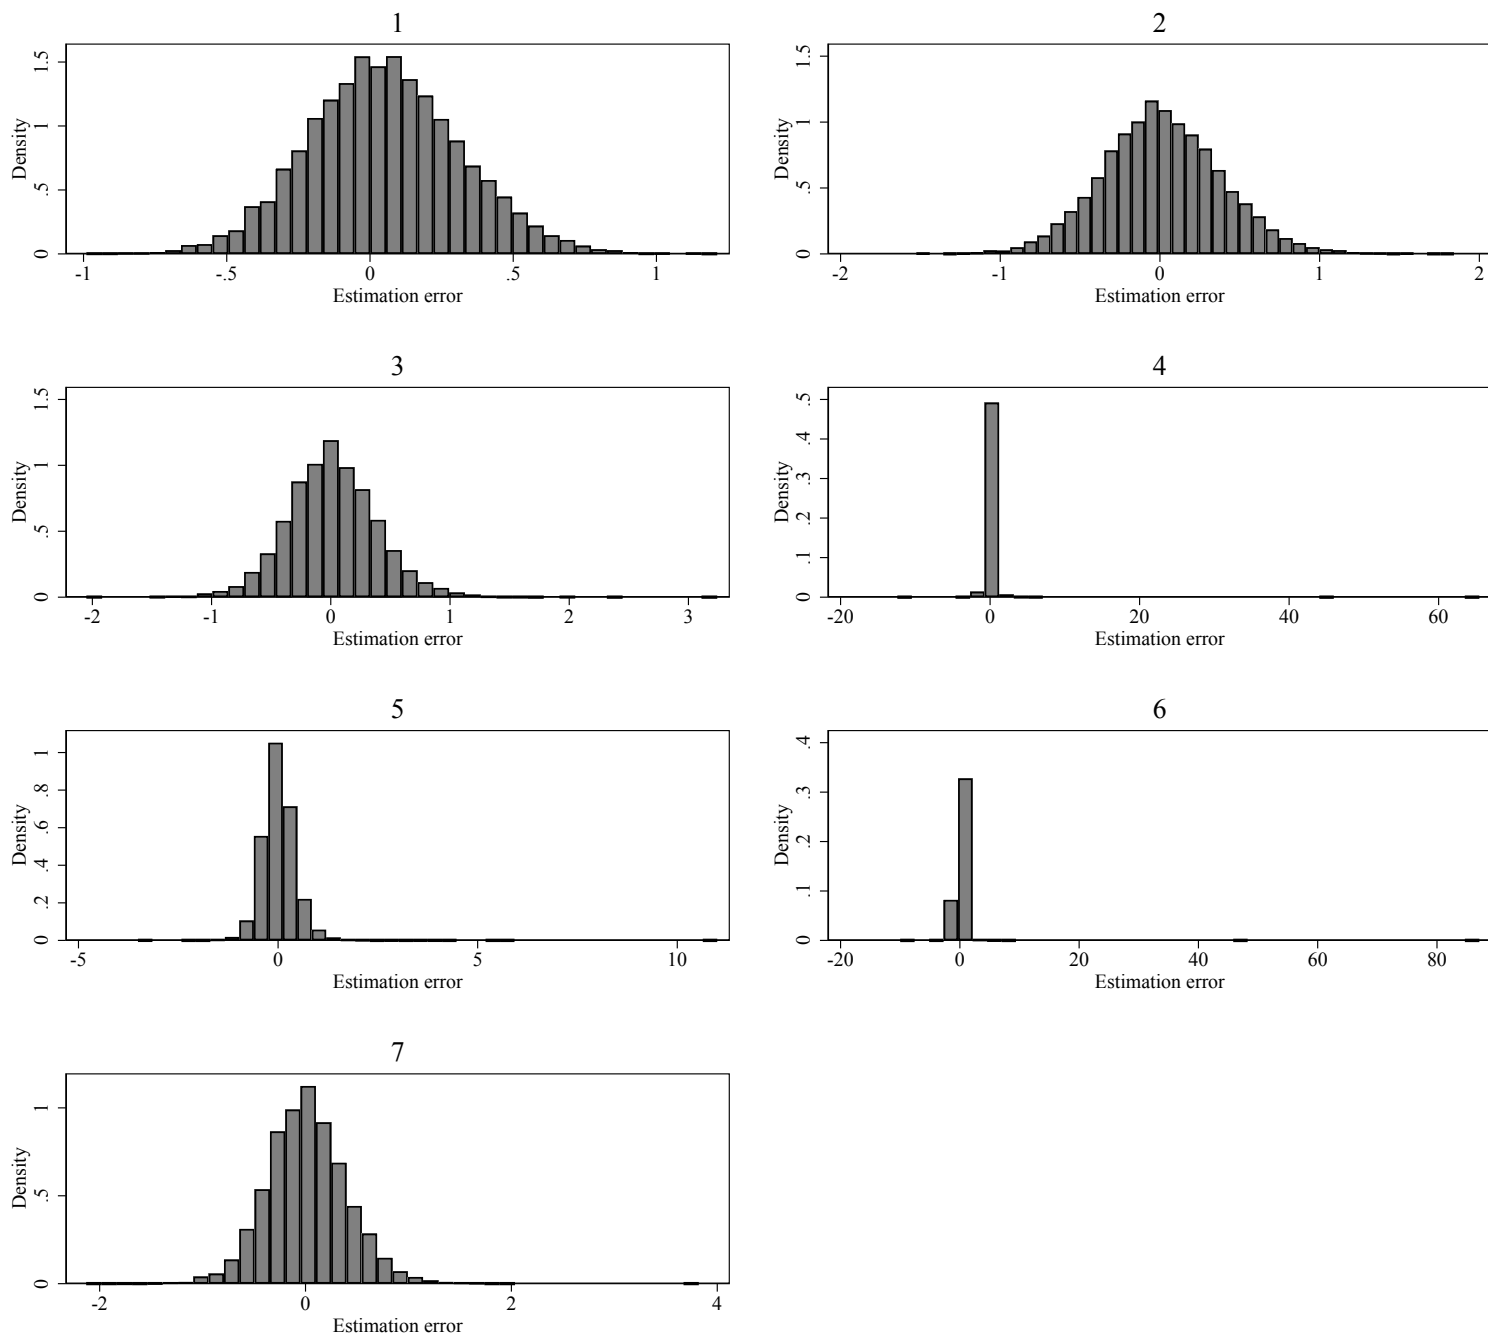 1
Density
0 .5 1 1.5
-1 -.5 0 .5 1
Estimation error
2
Density
0 .5 1 1.5
-2 -1 0 1 2
Estimation error
3
Density
0 .5 1 1.5
-2 -1 0 1 2 3
Estimation error
4
Density
0 .1 .2 .3 .4 .5
-20 0 20 40 60
Estimation error
5
Density
0 .2 .4 .6 .8 1
-5 0 5 10
Estimation error
6
Density
0 .1 .2 .3 .4
-20 0 20 40 60 80
Estimation error
7
Density
0 .5 1
-2 0 2 4
Estimation error